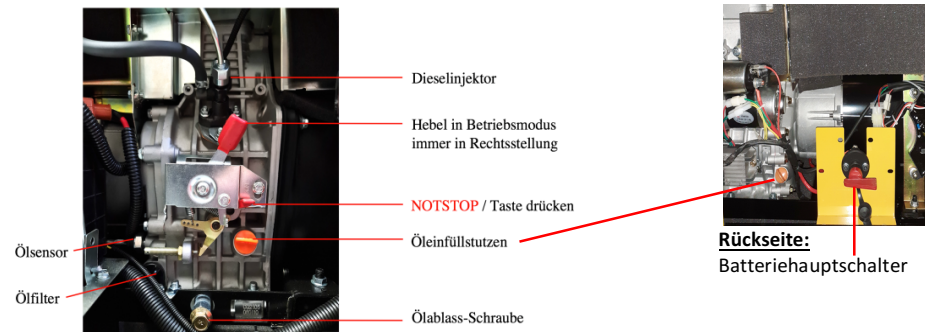 Dieselinjektor
Hebel in Betriebsmodus
immer in Rechtsstellung
NOTSTOP / Taste drücken
Öleinfüllstutzen
Ölsensor
Ölfilter
Ölablass-Schraube
Rückseite:
Batteriehauptschalter